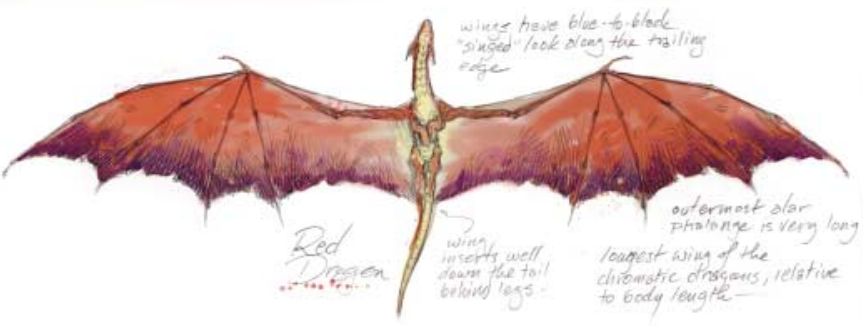 wings have blue-to-black
"singed" look along the trailing
edge
outermost alar
phalange is very long
Red
Dragon
wing
inserts well
down the tail
behind legs.
longest wing of the
chromatic dragons, relative
to body length—